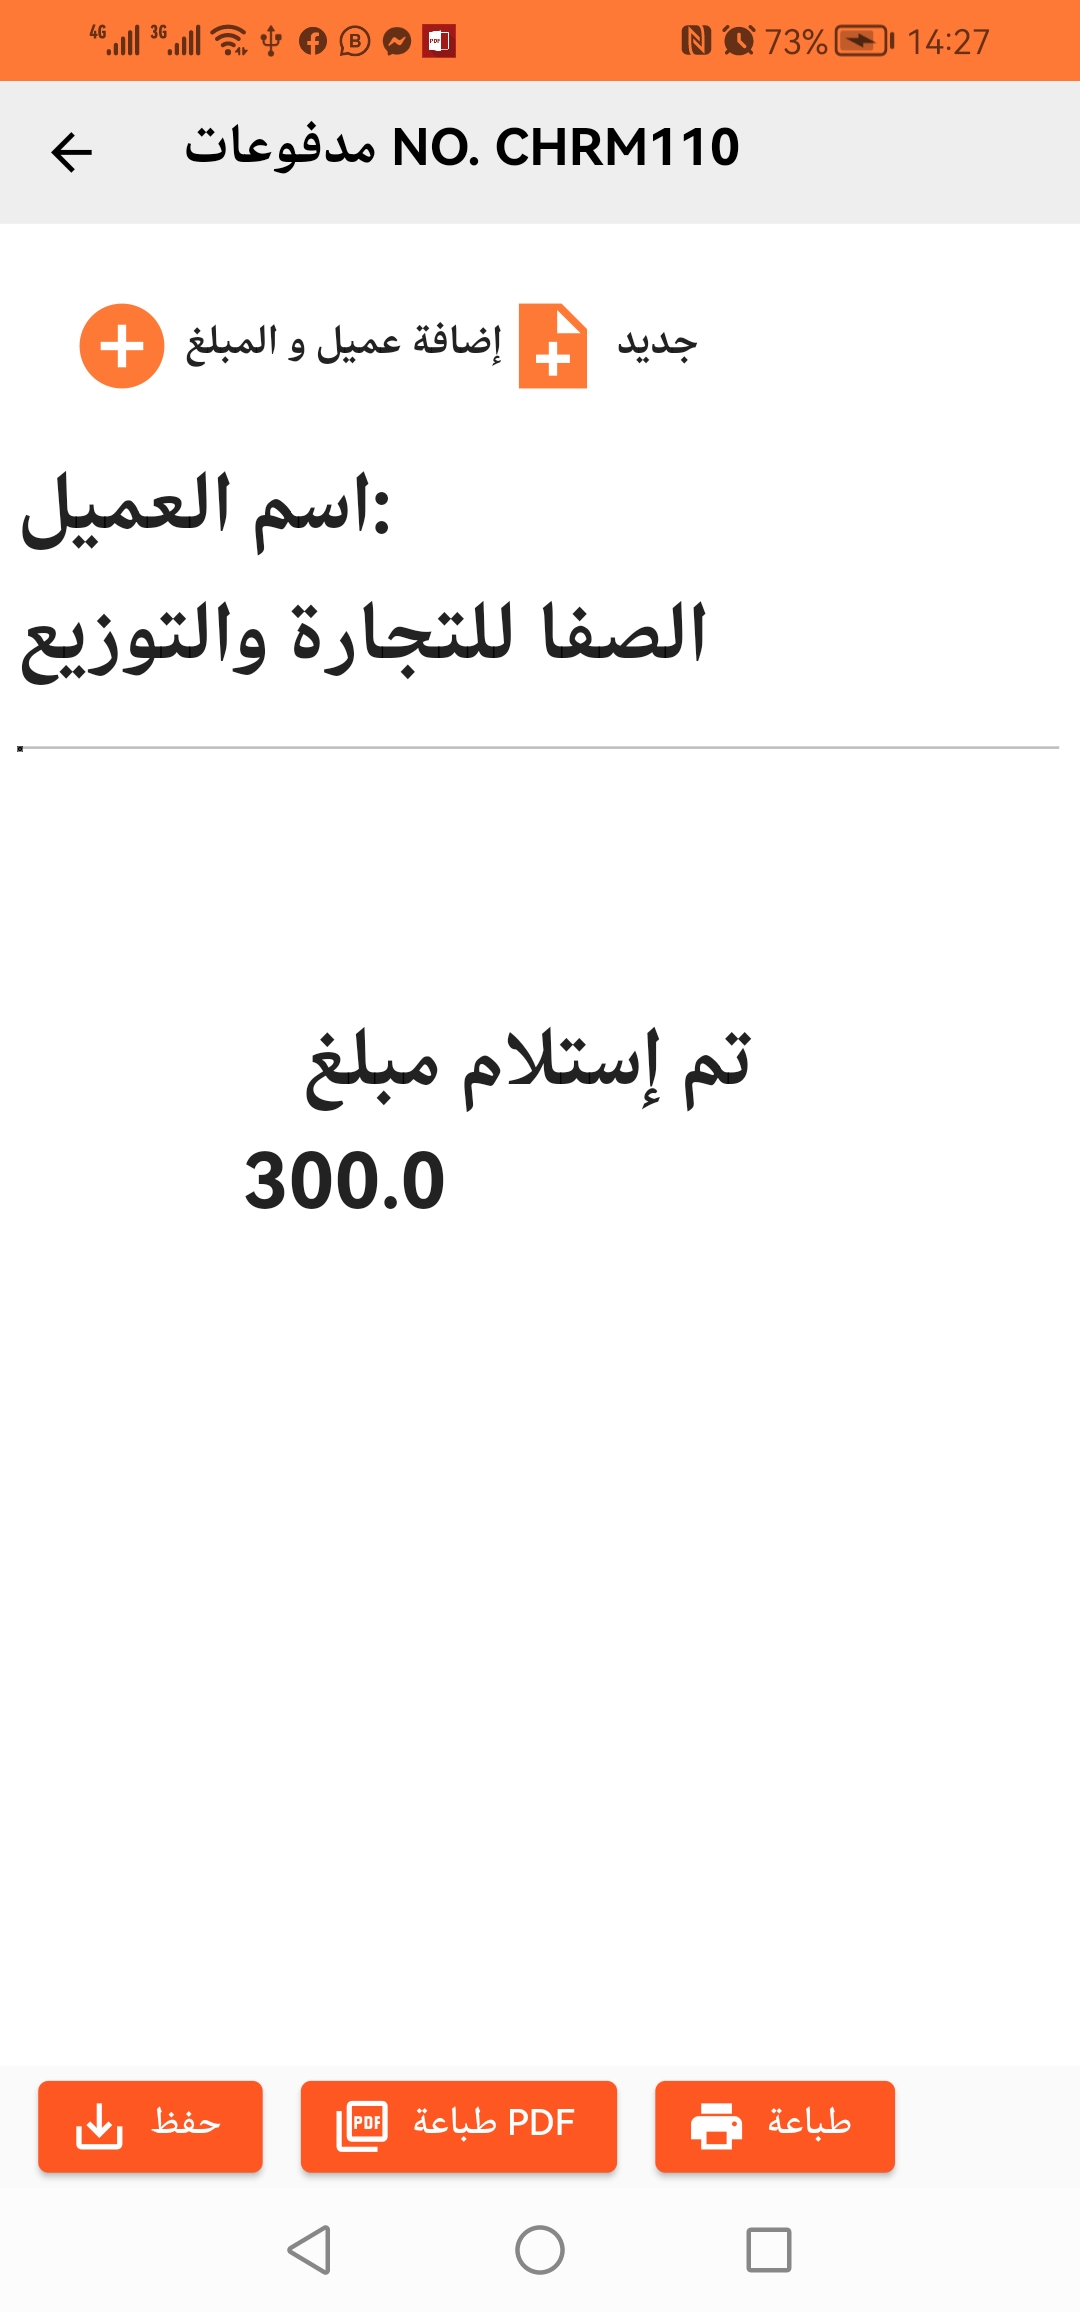 4G 3G 73% 14:27
مدفوعات NO. CHRM110
إضافة عميل و المبلغ جديد
اسم العميل:
الصفا للتجارة والتوزيع
تم إستلام مبلغ
300.0
حفظ PDF طباعة PDF طباعة